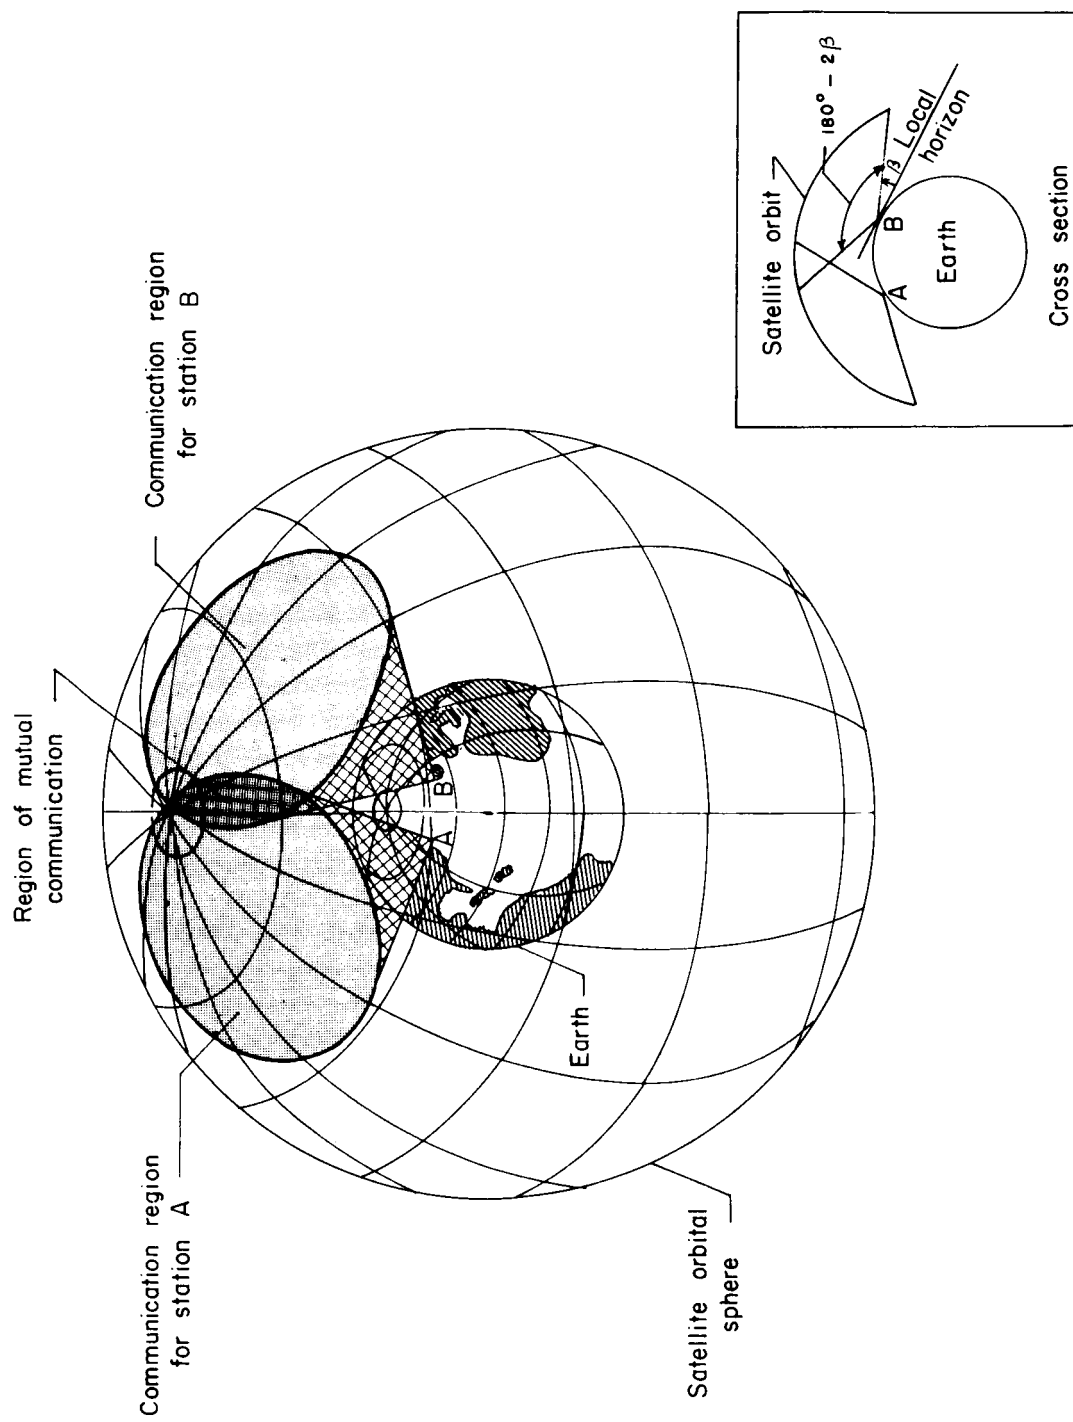 Region of mutual
communication
Communication region
for station A
Communication region
for station B
A
B
Earth
Satellite orbital
sphere
Satellite orbit
180° – 2β
β
Local
horizon
A
B
Earth
Cross section